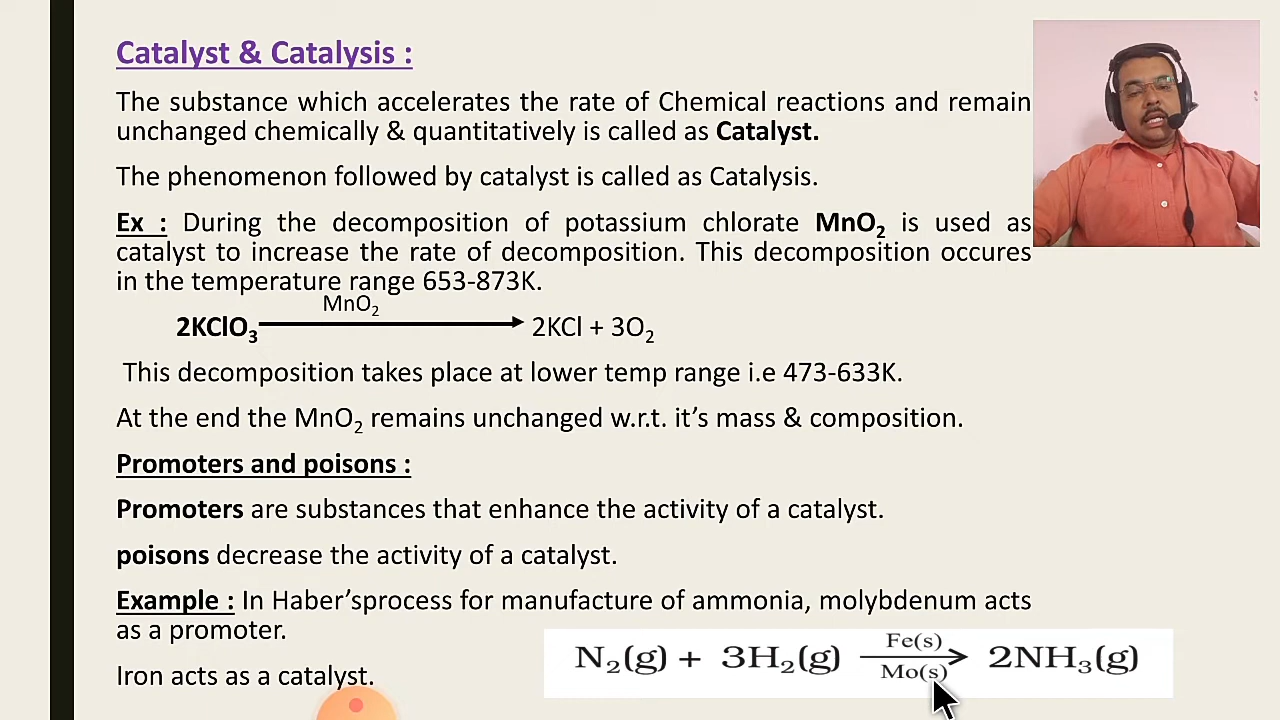 Catalyst & Catalysis :
The substance which accelerates the rate of Chemical reactions and remain
unchanged chemically & quantitatively is called as Catalyst.
The phenomenon followed by catalyst is called as Catalysis.
Ex : During the decomposition of potassium chlorate MnO₂ is used as
catalyst to increase the rate of decomposition. This decomposition occures
in the temperature range 653-873K.
MnO₂
2KClO₃ → 2KCl + 3O₂
This decomposition takes place at lower temp range i.e 473-633K.
At the end the MnO₂ remains unchanged w.r.t. it’s mass & composition.
Promoters and poisons :
Promoters are substances that enhance the activity of a catalyst.
poisons decrease the activity of a catalyst.
Example : In Haber’sprocess for manufacture of ammonia, molybdenum acts
as a promoter.
Fe(s)
N₂(g) + 3H₂(g) → 2NH₃(g)
Mo(s)
Iron acts as a catalyst.